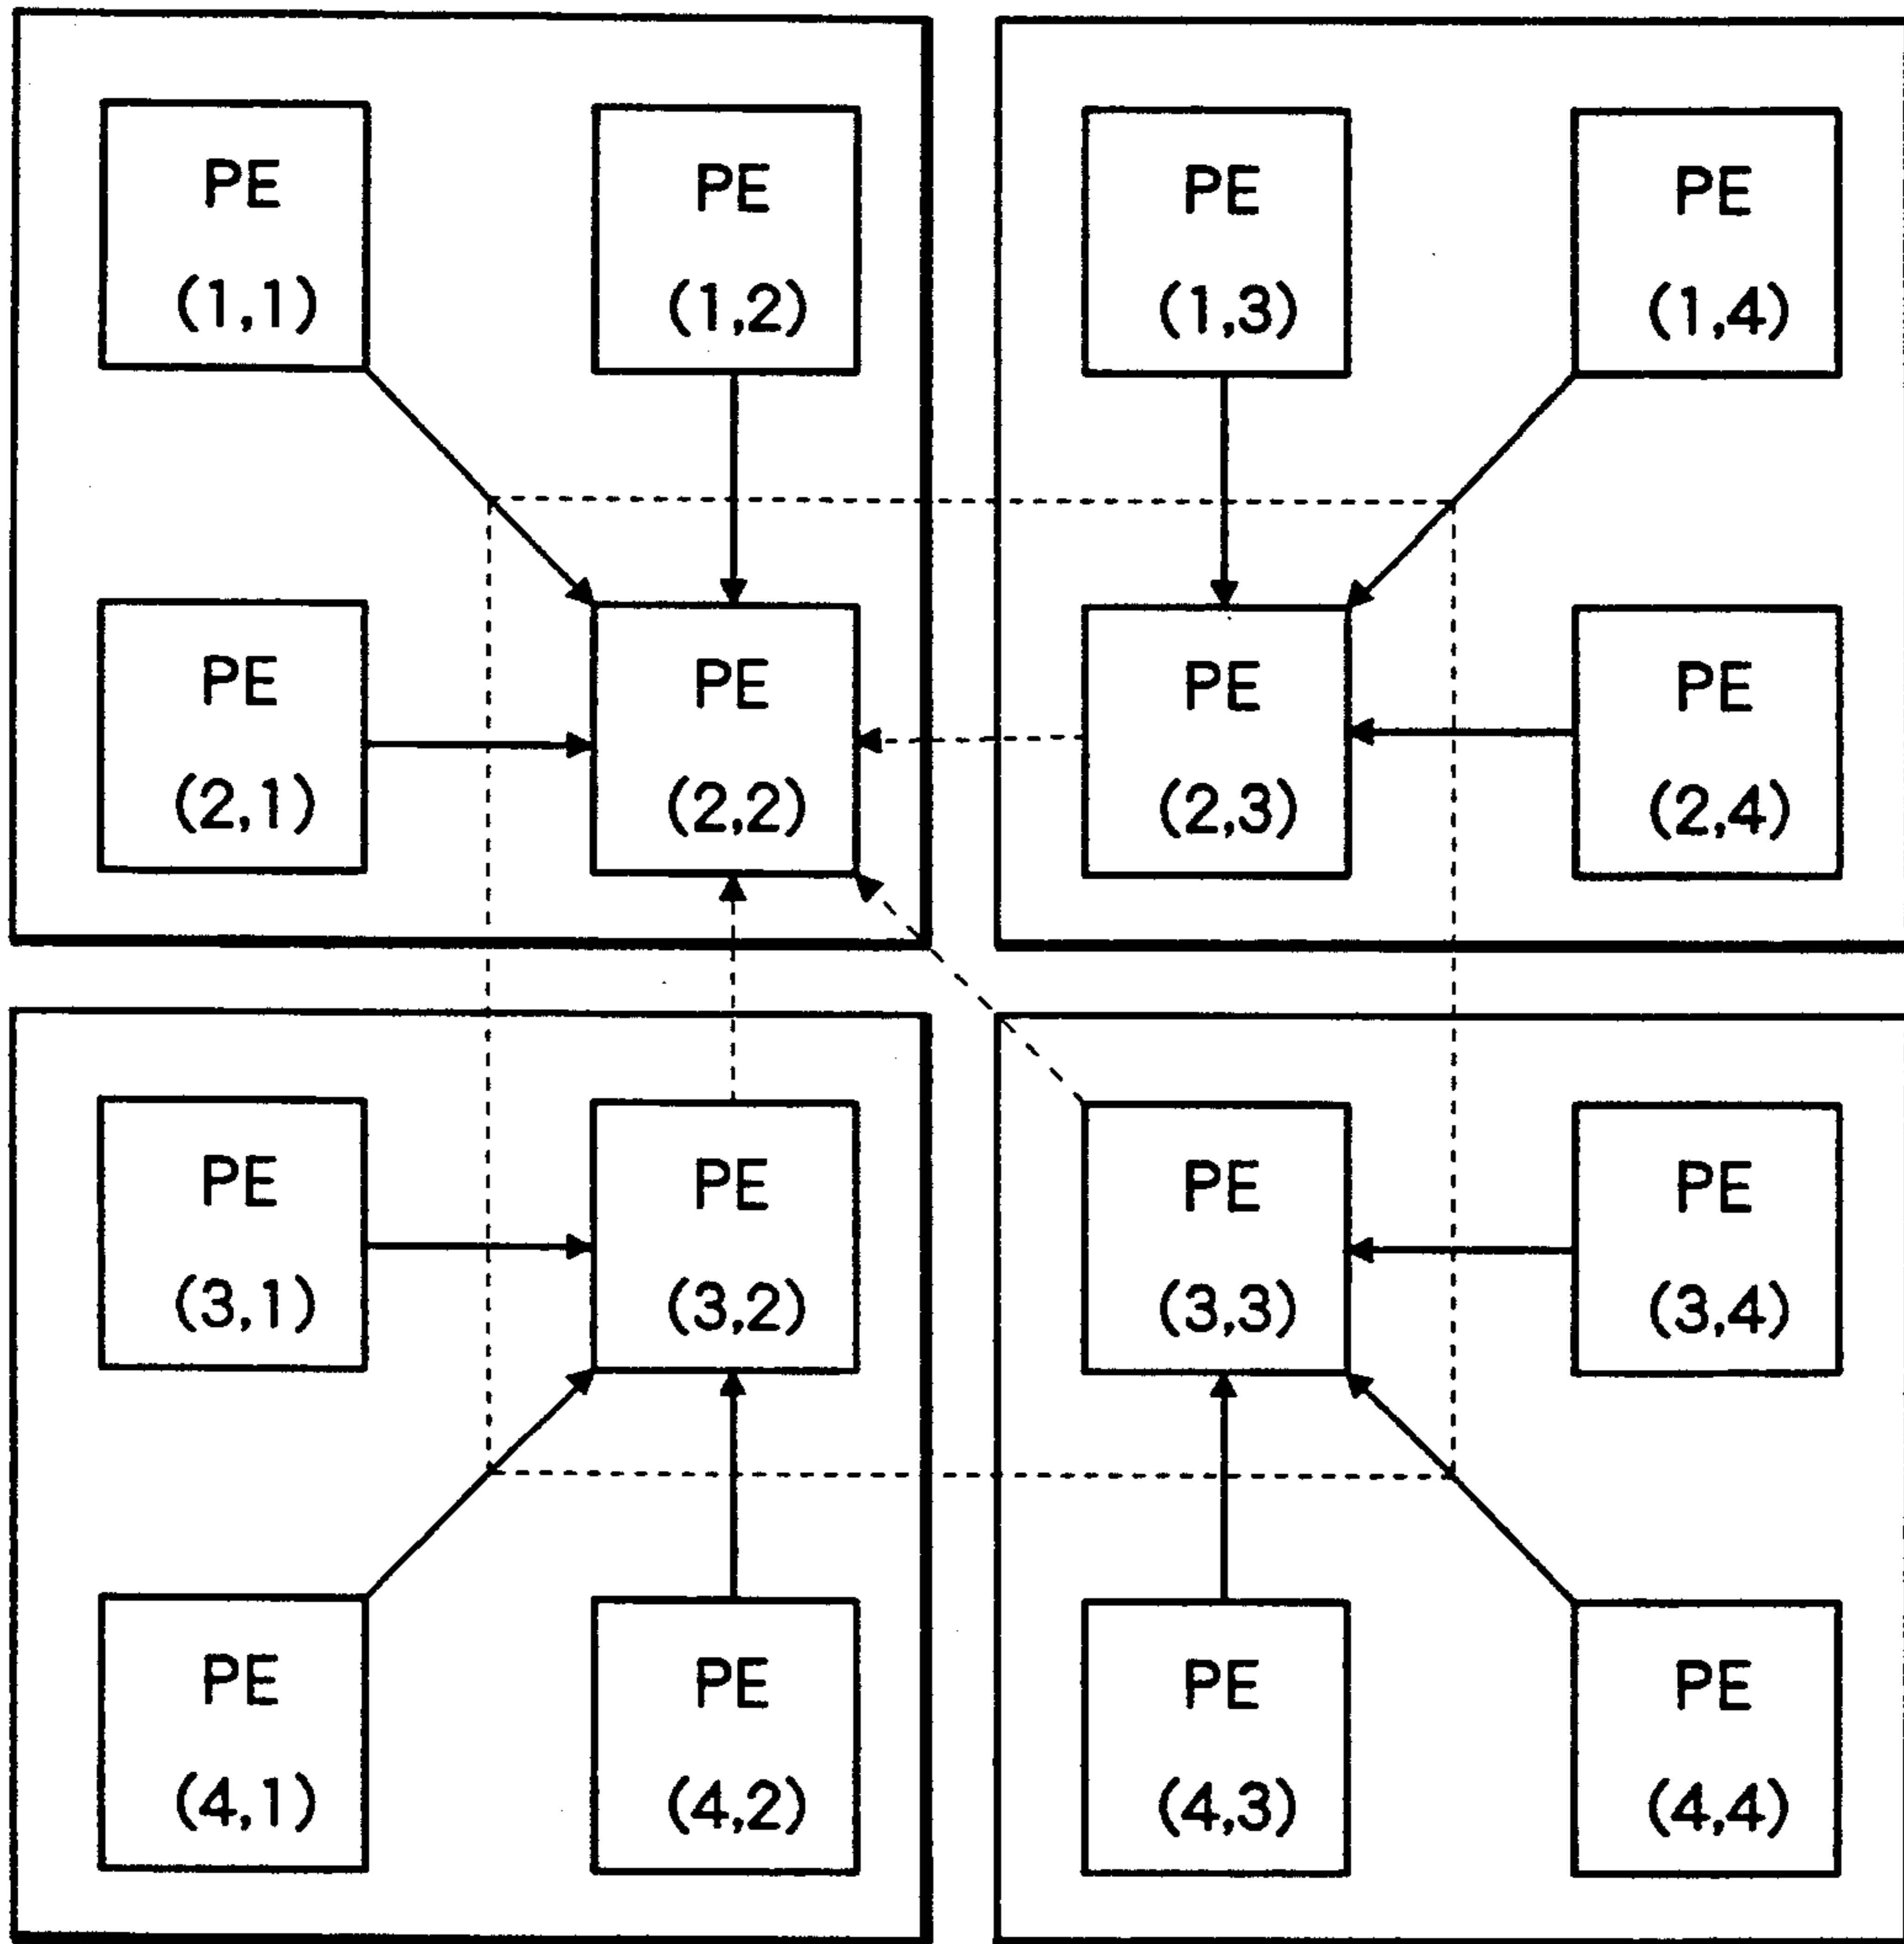 PE
(1,1)
PE
(1,2)
PE
(1,3)
PE
(1,4)
PE
(2,1)
PE
(2,2)
PE
(2,3)
PE
(2,4)
PE
(3,1)
PE
(3,2)
PE
(3,3)
PE
(3,4)
PE
(4,1)
PE
(4,2)
PE
(4,3)
PE
(4,4)